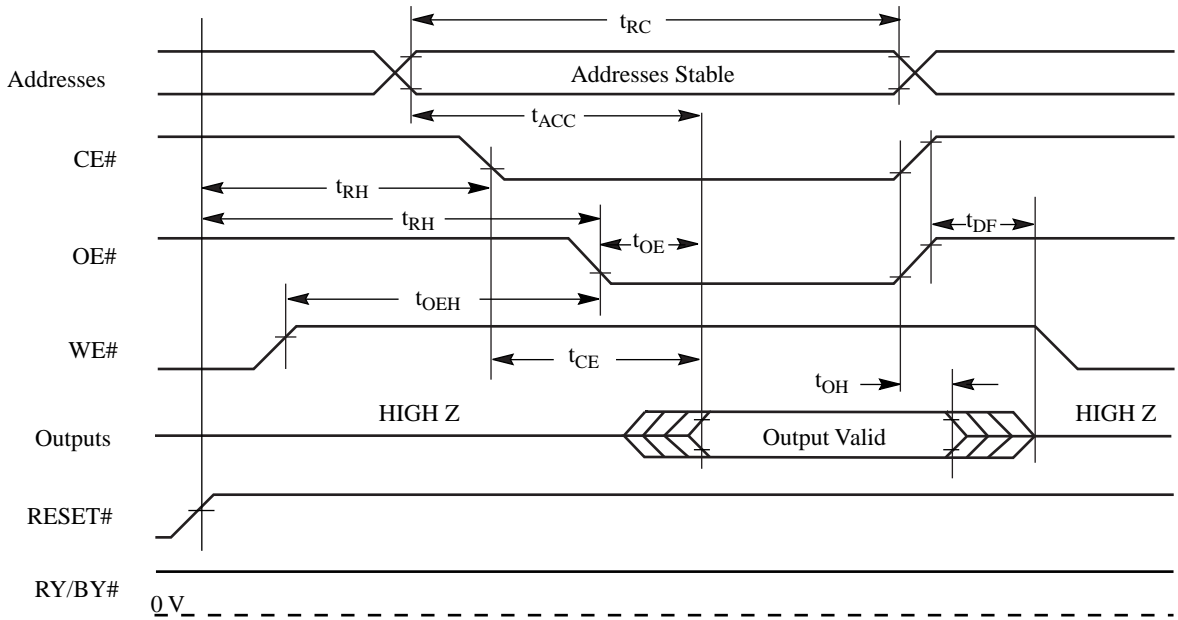 tRC
Addresses
Addresses Stable
tACC
CE#
tRH
tRH
tDF
OE#
tOE
tOEH
WE#
tCE
tOH
HIGH Z
HIGH Z
Outputs
Output Valid
RESET#
RY/BY#
0 V